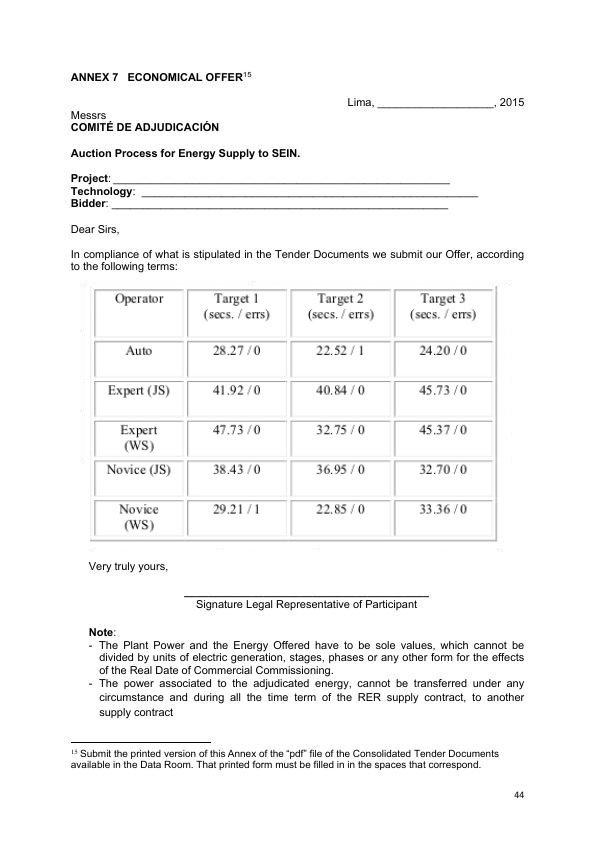 ANNEX 7 ECONOMICAL OFFER15
Lima, ___________________, 2015
Messrs
COMITÉ DE ADJUDICACIÓN
Auction Process for Energy Supply to SEIN.
Project: _______________________________________________________
Technology: _______________________________________________________
Bidder: _______________________________________________________
Dear Sirs,
In compliance of what is stipulated in the Tender Documents we submit our Offer, according
to the following terms:
Operator Target 1 Target 2 Target 3
(secs. / errs) (secs. / errs) (secs. / errs)
Auto 28.27 / 0 22.52 / 1 24.20 / 0
Expert (JS) 41.92 / 0 40.84 / 0 45.73 / 0
Expert 47.73 / 0 32.75 / 0 45.37 / 0
(WS)
Novice (JS) 38.43 / 0 36.95 / 0 32.70 / 0
Novice 29.21 / 1 22.85 / 0 33.36 / 0
(WS)
Very truly yours,
Signature Legal Representative of Participant
Note:
- The Plant Power and the Energy Offered have to be sole values, which cannot be
divided by units of electric generation, stages, phases or any other form for the effects
of the Real Date of Commercial Commissioning.
- The power associated to the adjudicated energy, cannot be transferred under any
circumstance and during all the time term of the RER supply contract, to another
supply contract
15 Submit the printed version of this Annex of the “pdf” file of the Consolidated Tender Documents
available in the Data Room. That printed form must be filled in in the spaces that correspond.
44